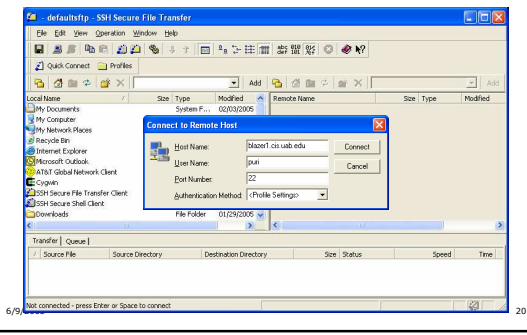 - defaultsftp - SSH Secure File Transfer
File Edit View Operation Window Help
Quick Connect Profiles
Add Add
Local Name / Size Type Modified Remote Name Size Type Modified
My Documents System F... 02/03/2005
My Computer
My Network Places
Recycle Bin
Internet Explorer
Microsoft Outlook
AT&T Global Network Client
Cygwin
SSH Secure File Transfer Client
SSH Secure Shell Client
Downloads File Folder 01/29/2005
Connect to Remote Host
Host Name: blazer1.cis.uab.edu Connect
User Name: puri Cancel
Port Number: 22
Authentication Method: <Profile Settings>
Transfer Queue
/ Source File Source Directory Destination Directory Size Status Speed Time
Not connected - press Enter or Space to connect
20